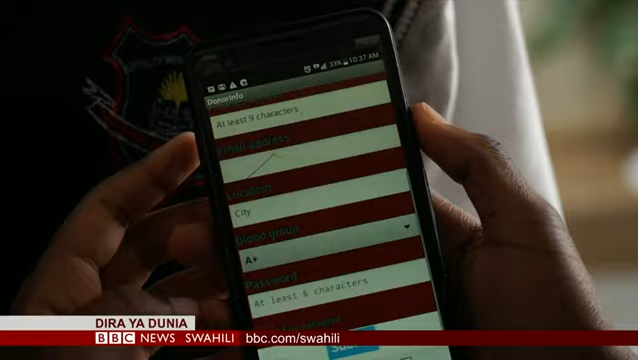 33% 10:37 AM
DonorInfo
At least 9 characters
Email address
Location
City
Blood group
A+
Password
At least 6 characters
DIRA YA DUNIA
BBC NEWS SWAHILI bbc.com/swahili